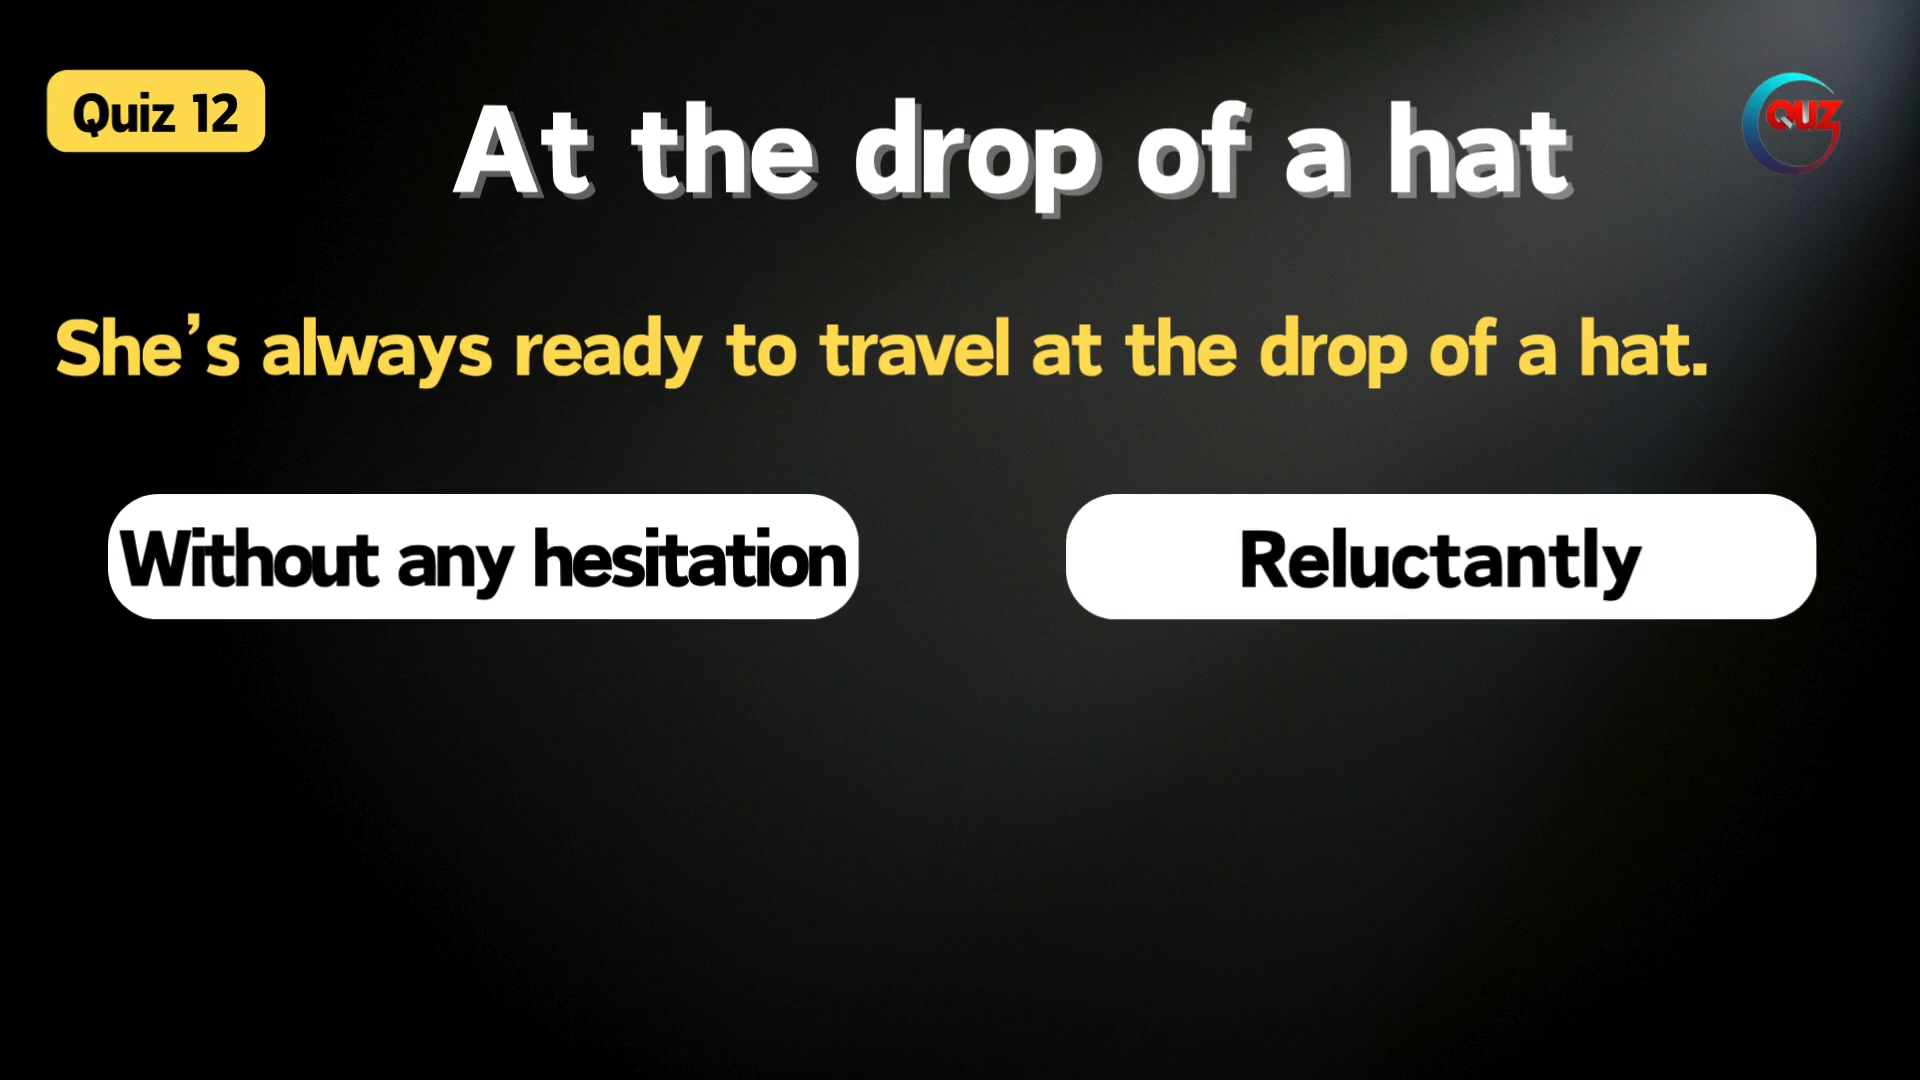 Quiz 12
At the drop of a hat
QUZ
She's always ready to travel at the drop of a hat.
Without any hesitation
Reluctantly